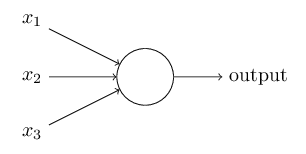 x₁
x₂
output
x₃